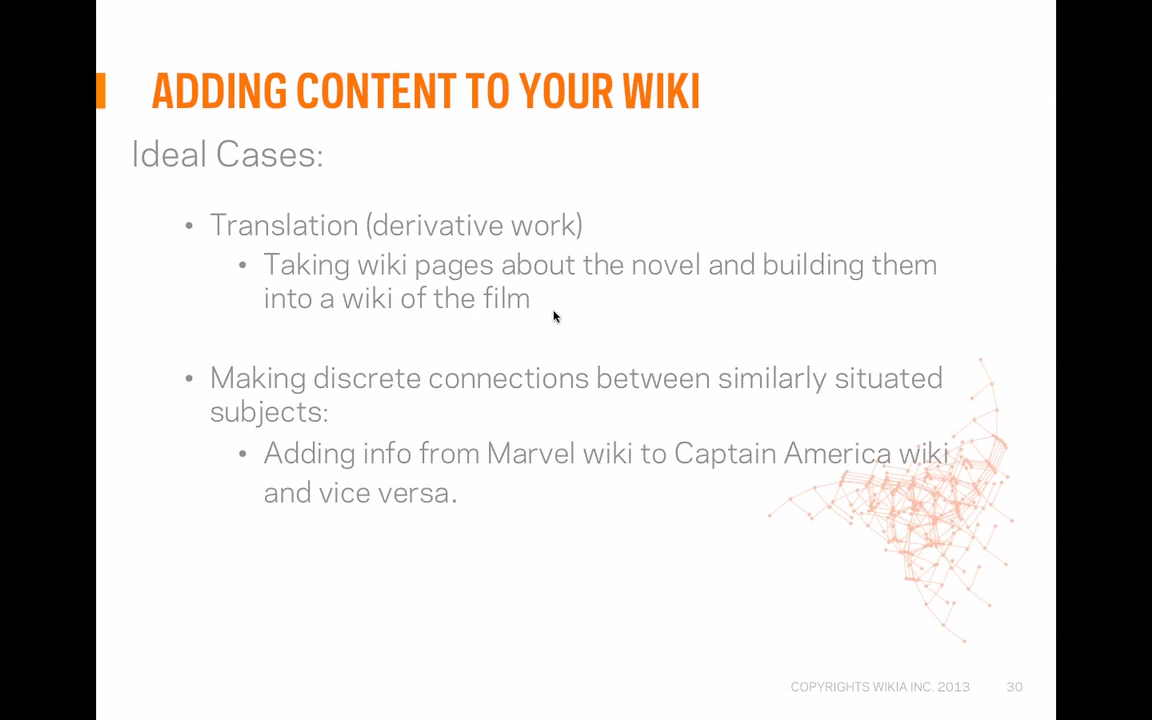 ADDING CONTENT TO YOUR WIKI
Ideal Cases:
• Translation (derivative work)
• Taking wiki pages about the novel and building them
into a wiki of the film
• Making discrete connections between similarly situated
subjects:
• Adding info from Marvel wiki to Captain America wiki
and vice versa.
COPYRIGHTS WIKIA INC. 2013 30